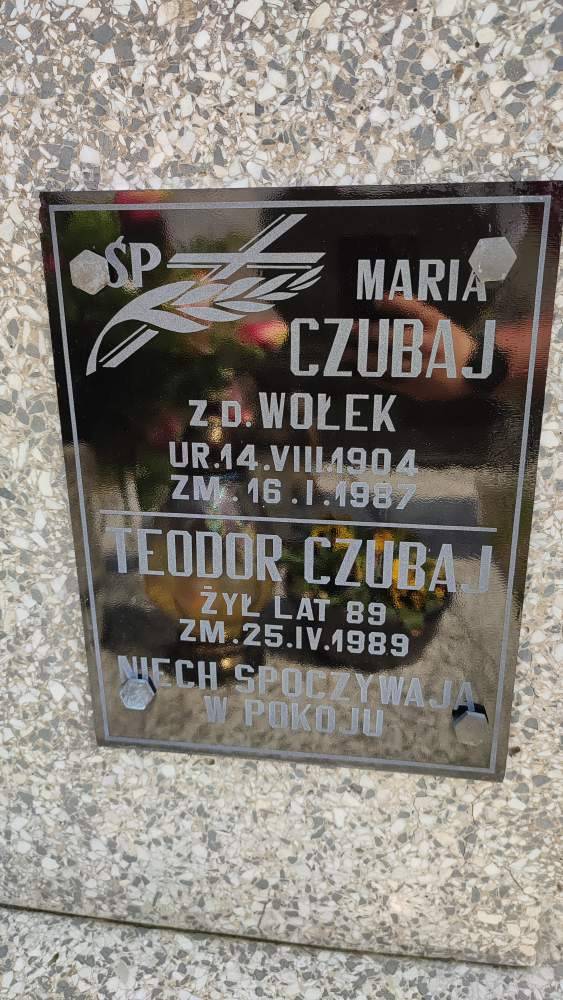 ŚP
MARIA
CZUBAJ
Z D. WOŁEK
UR.14.VIII.1904
ZM.16.I.1987
TEODOR CZUBAJ
ŻYŁ LAT 89
ZM.25.IV.1989
NIECH SPOCZYWAJĄ
W POKOJU